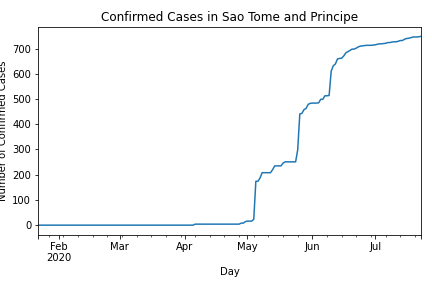 Confirmed Cases in Sao Tome and Principe
Number of Confirmed Cases
700
600
500
400
300
200
100
0
Feb
2020
Mar
Apr
May
Jun
Jul
Day